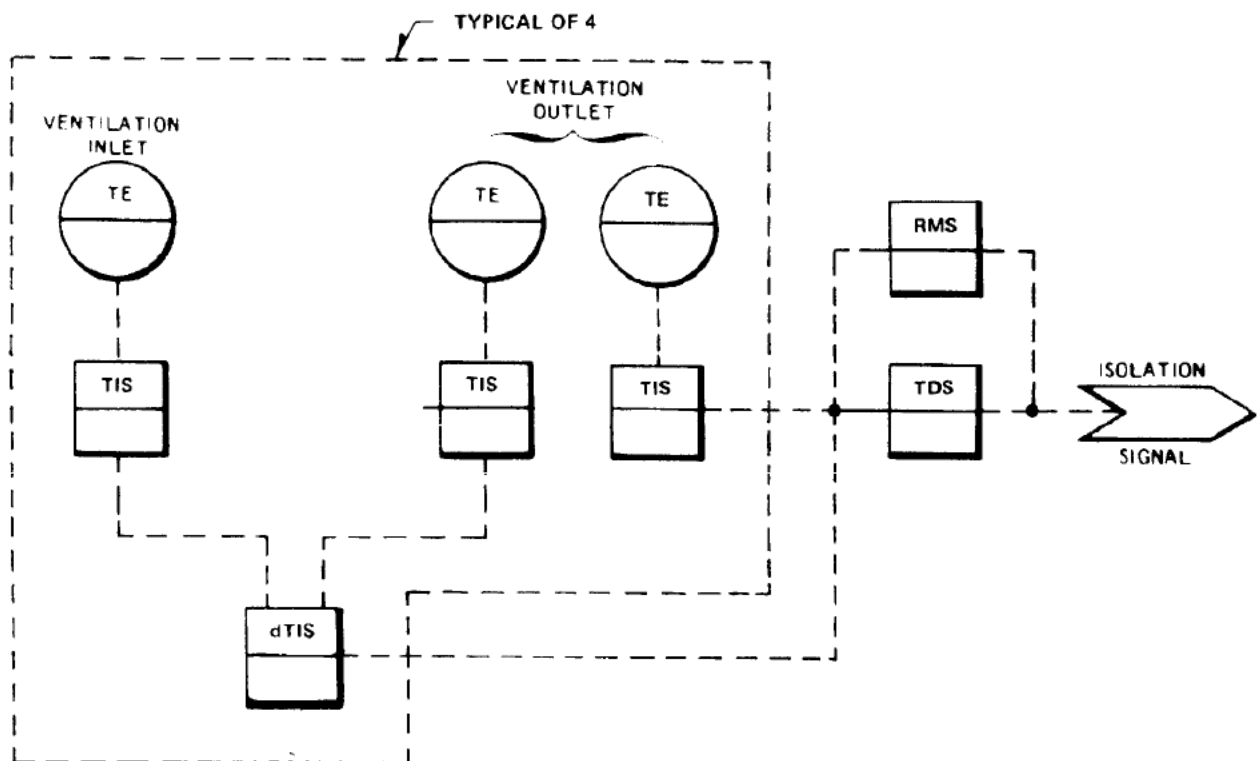 TYPICAL OF 4
VENTILATION
INLET
VENTILATION
OUTLET
TE
TE
TE
RMS
TIS
TIS
TIS
TDS
ISOLATION
SIGNAL
dTIS